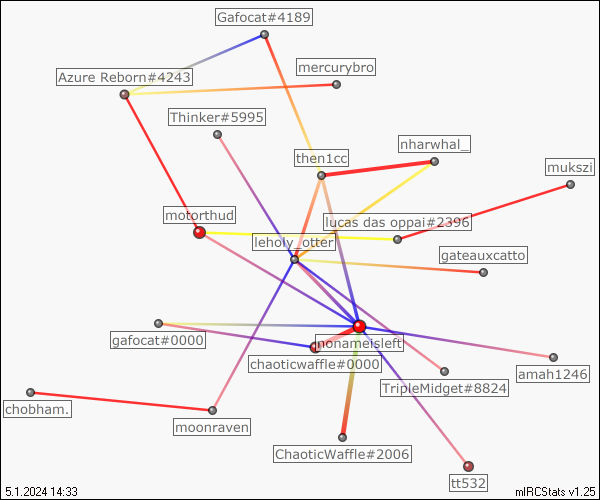 Gafocat#4189
mercurybro
Azure Reborn#4243
Thinker#5995
nharwhal_
then1cc
mukszi
motorthud
lucas das oppai#2396
leholy_otter
gateauxcatto
gafocat#0000
nonameisleft
chaoticwaffle#0000
amah1246
TripleMidget#8824
chobham.
moonraven
ChaoticWaffle#2006
tt532
5.1.2024 14:33
mIRCStats v1.25